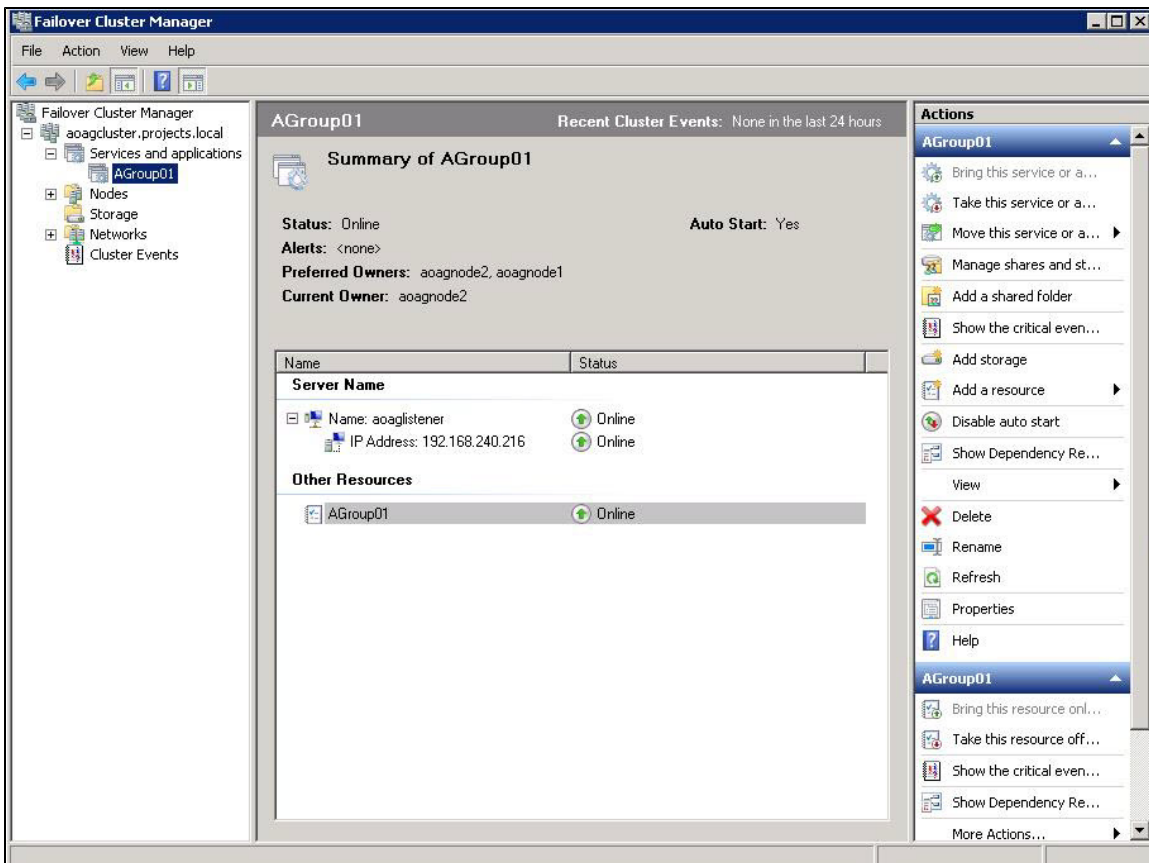 Failover Cluster Manager
File Action View Help
Failover Cluster Manager
aoagcluster.projects.local
Services and applications
AGroup01
Nodes
Storage
Networks
Cluster Events
AGroup01 Recent Cluster Events: None in the last 24 hours
Summary of AGroup01
Status: Online Auto Start: Yes
Alerts: <none>
Preferred Owners: aoagnode2, aoagnode1
Current Owner: aoagnode2
Name Status
Server Name
Name: aoaglistener Online
IP Address: 192.168.240.216 Online
Other Resources
AGroup01 Online
Actions
AGroup01
Bring this service or a...
Take this service or a...
Move this service or a...
Manage shares and st...
Add a shared folder
Show the critical even...
Add storage
Add a resource
Disable auto start
Show Dependency Re...
View
Delete
Rename
Refresh
Properties
Help
AGroup01
Bring this resource onl...
Take this resource off...
Show the critical even...
Show Dependency Re...
More Actions...